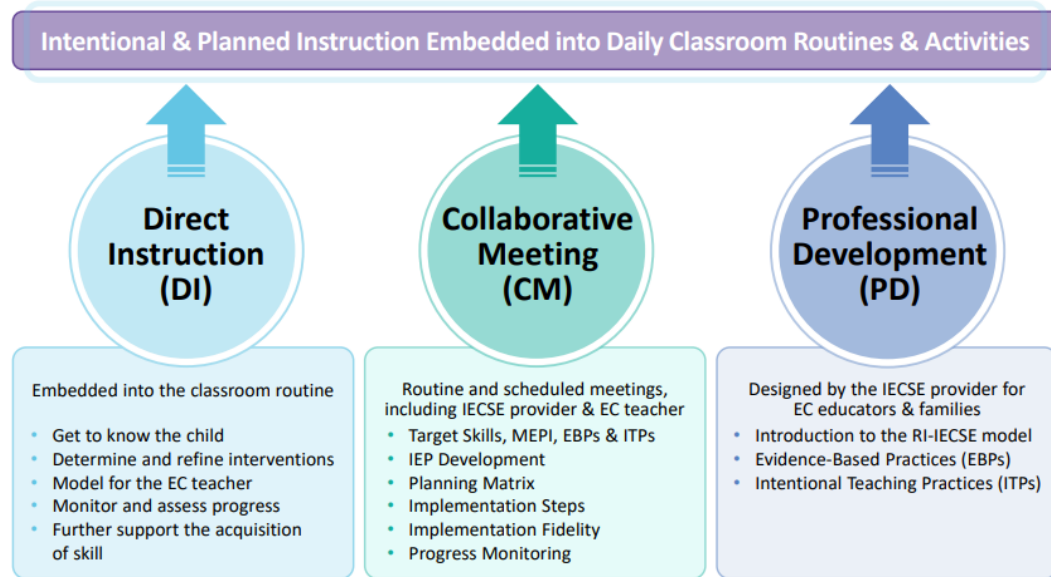 Intentional & Planned Instruction Embedded into Daily Classroom Routines & Activities
Direct
Instruction
(DI)
Embedded into the classroom routine
• Get to know the child
• Determine and refine interventions
• Model for the EC teacher
• Monitor and assess progress
• Further support the acquisition
of skill
Collaborative
Meeting
(CM)
Routine and scheduled meetings,
including IECSE provider & EC teacher
• Target Skills, MEPI, EBPs & ITPs
• IEP Development
• Planning Matrix
• Implementation Steps
• Implementation Fidelity
• Progress Monitoring
Professional
Development
(PD)
Designed by the IECSE provider for
EC educators & families
• Introduction to the RI-IECSE model
• Evidence-Based Practices (EBPs)
• Intentional Teaching Practices (ITPs)